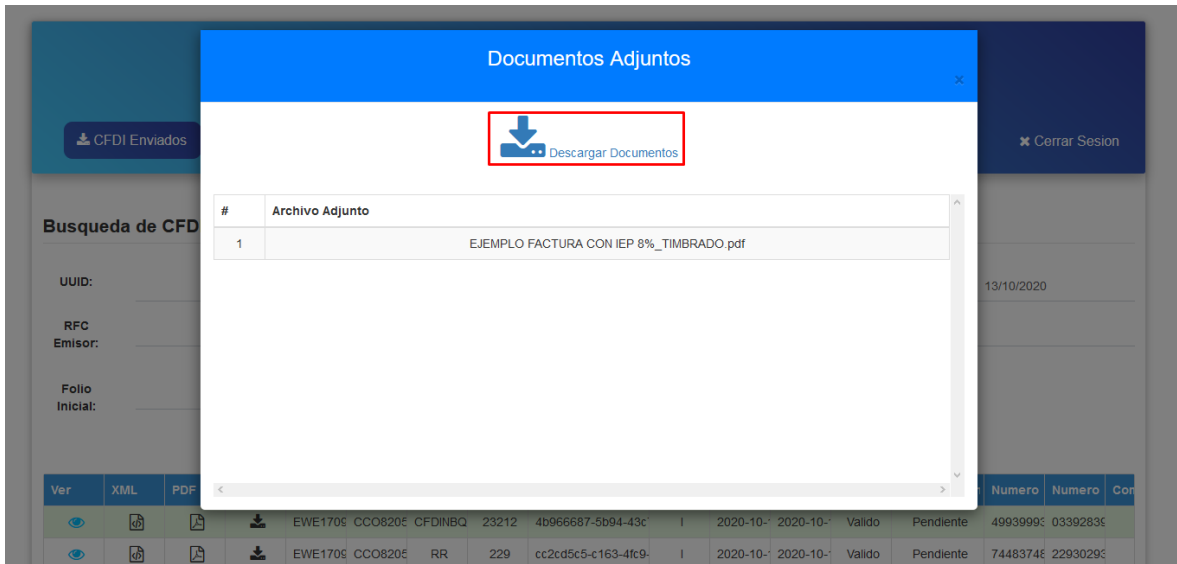 Documentos Adjuntos
×
CFDI Enviados
Cerrar Sesion
Descargar Documentos
# Archivo Adjunto
1 EJEMPLO FACTURA CON IEP 8%_TIMBRADO.pdf
Busqueda de CFD
UUID:
13/10/2020
RFC
Emisor:
Folio
Inicial:
Ver XML PDF Numero Numero Con
EWE1709 CCO8205 CFDINBQ 23212 4b966687-5b94-43c I 2020-10- 2020-10- Valido Pendiente 49939993 03392839
EWE1709 CCO8205 RR 229 cc2cd5c5-c163-4fc9- I 2020-10- 2020-10- Valido Pendiente 74483748 22930293